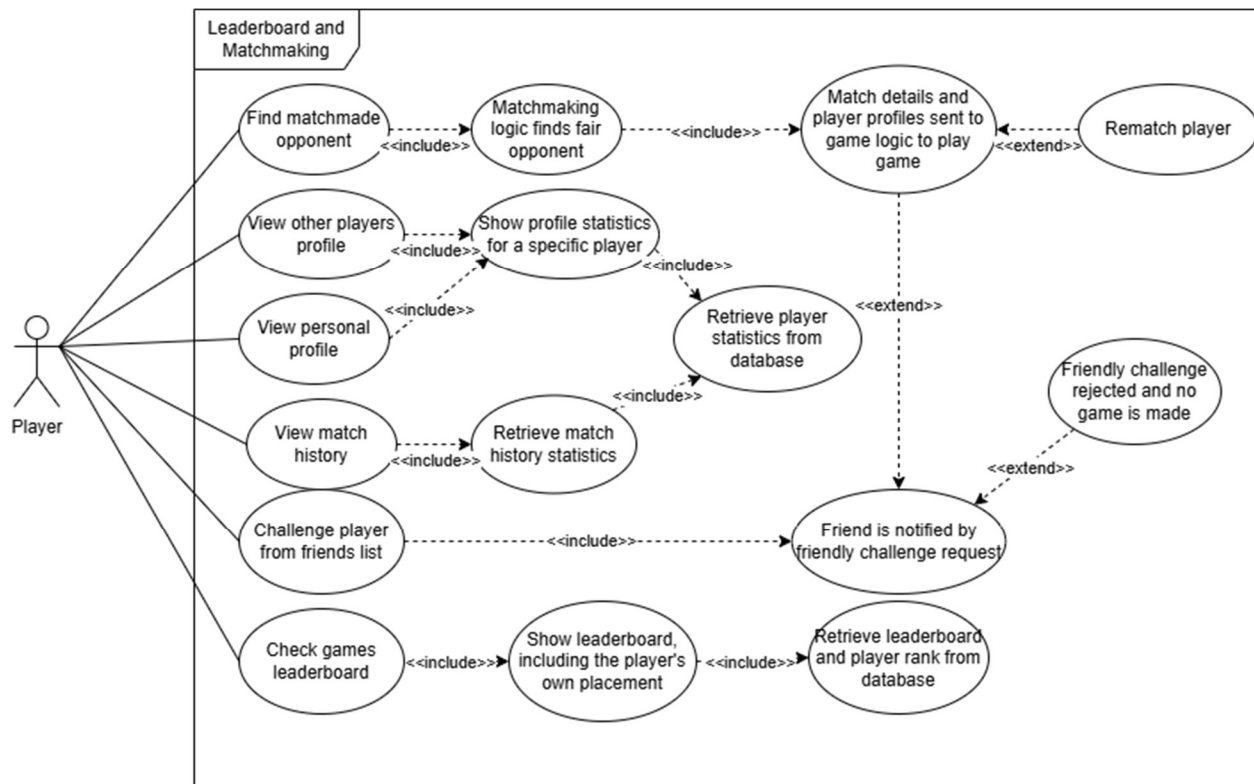 Leaderboard and
Matchmaking
Find matchmade
opponent
<<include>>
Matchmaking
logic finds fair
opponent
<<include>>
Match details and
player profiles sent to
game logic to play
game
<<extend>>
Rematch player
View other players
profile
<<include>>
Show profile statistics
for a specific player
<<include>>
View personal
profile
<<include>>
Retrieve player
statistics from
database
<<extend>>
Player
Friendly challenge
rejected and no
game is made
<<include>>
View match
history
<<include>>
Retrieve match
history statistics
<<extend>>
Challenge player
from friends list
<<include>>
Friend is notified by
friendly challenge request
Check games
leaderboard
<<include>>
Show leaderboard,
including the player's
own placement
<<include>>
Retrieve leaderboard
and player rank from
database